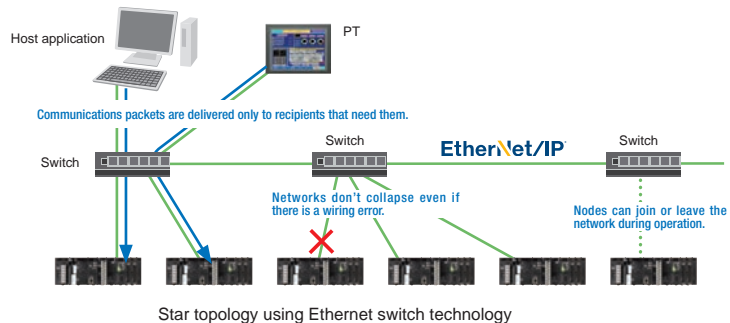 Host application
PT
Communications packets are delivered only to recipients that need them.
Switch
Switch
EtherNet/IP
Switch
Networks don't collapse even if
there is a wiring error.
Nodes can join or leave the
network during operation.
Star topology using Ethernet switch technology